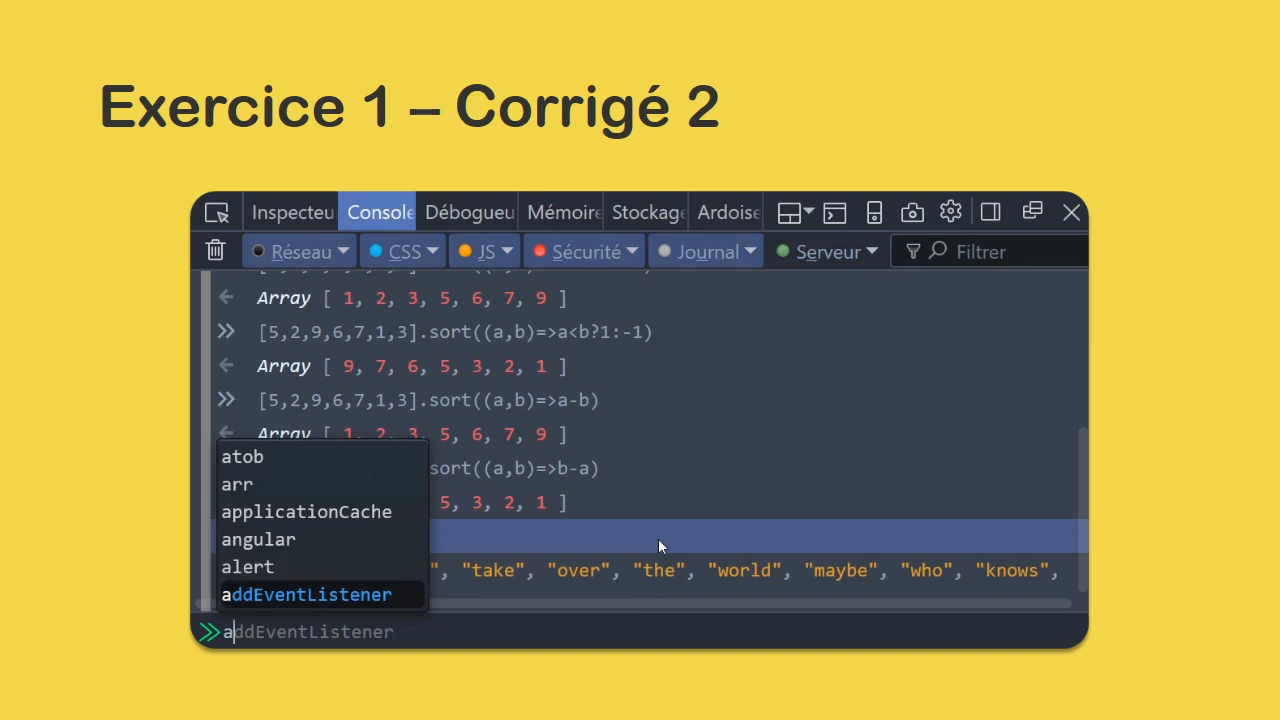 Exercice 1 – Corrigé 2
Inspecteu Console Débogueu Mémoire Stockage Ardoise
Réseau CSS JS Sécurité Journal Serveur Filtrer
Array [ 1, 2, 3, 5, 6, 7, 9 ]
[5,2,9,6,7,1,3].sort((a,b)=>a<b?1:-1)
Array [ 9, 7, 6, 5, 3, 2, 1 ]
[5,2,9,6,7,1,3].sort((a,b)=>a-b)
Array [ 1, 2, 3, 5, 6, 7, 9 ]
sort((a,b)=>b-a)
5, 3, 2, 1 ]
", "take", "over", "the", "world", "maybe", "who", "knows",
atob
arr
applicationCache
angular
alert
addEventListener
addEventListener